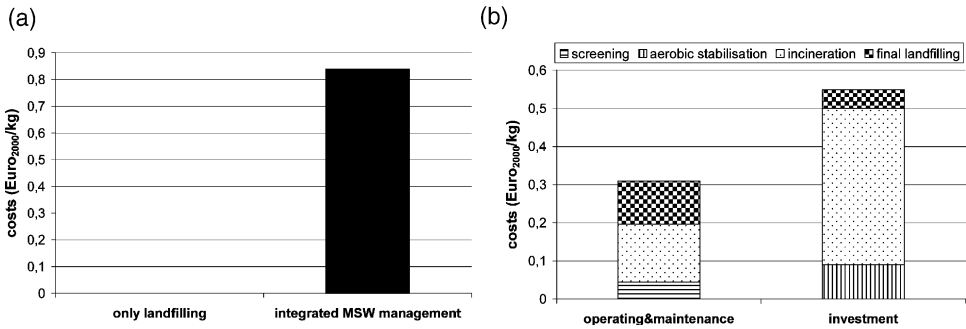 (a)
costs (Euro2000/kg)
0,9
0,8
0,7
0,6
0,5
0,4
0,3
0,2
0,1
0
only landfilling
integrated MSW management
(b)
screening
aerobic stabilisation
incineration
final landfilling
costs (Euro2000/kg)
0,6
0,5
0,4
0,3
0,2
0,1
0
operating&maintenance
investment